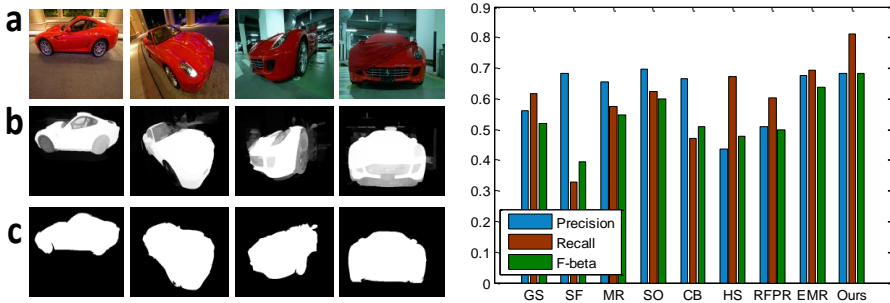 a
b
c
0.9
0.8
0.7
0.6
0.5
0.4
0.3
0.2
0.1
0
Precision
Recall
F-beta
GS SF MR SO CB HS RFPR EMR Ours